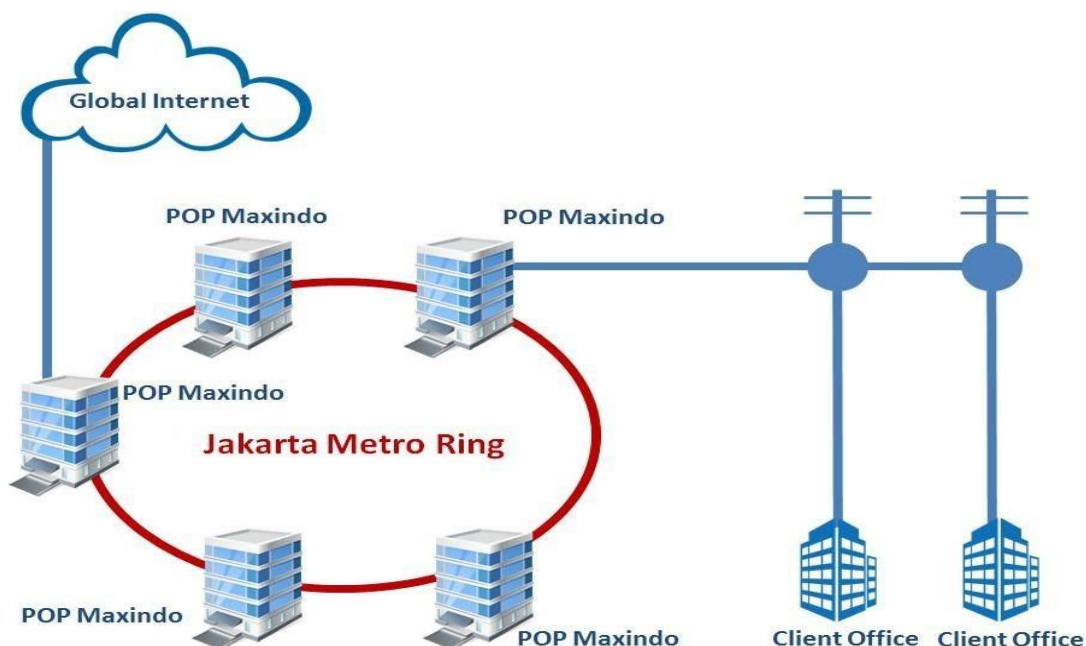 Global Internet
POP Maxindo
POP Maxindo
POP Maxindo
Jakarta Metro Ring
POP Maxindo
POP Maxindo
Client Office
Client Office